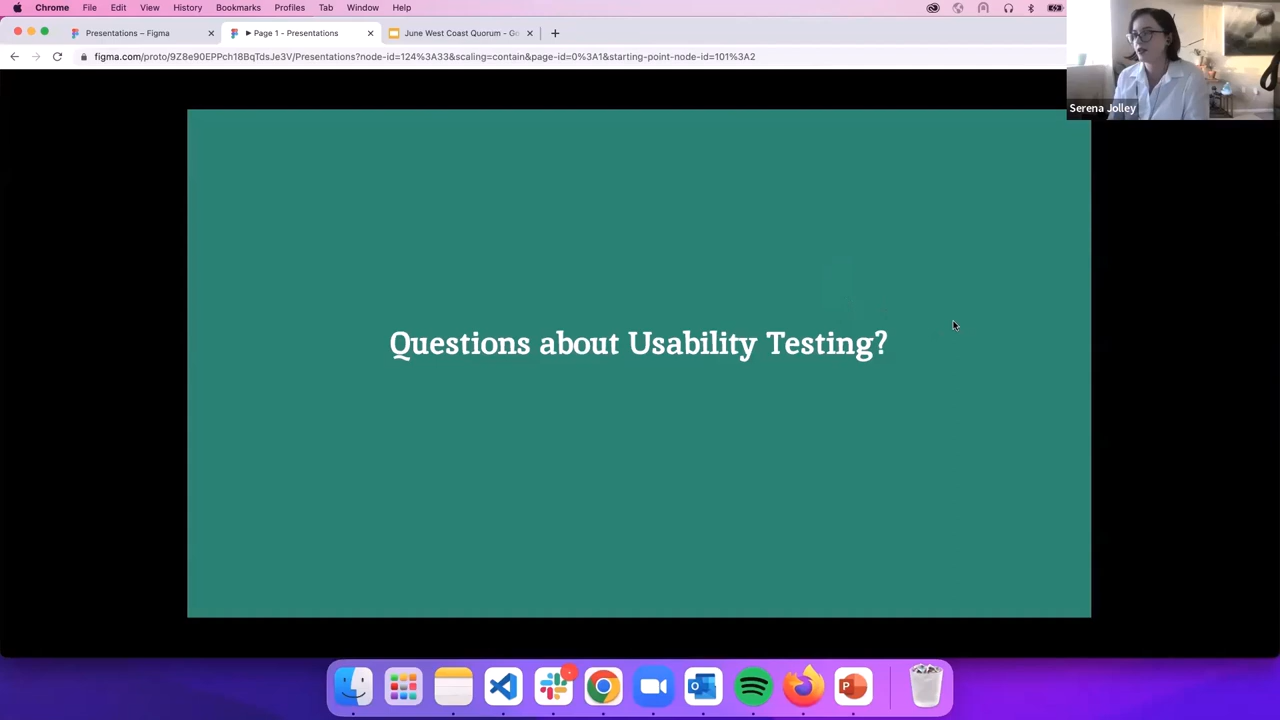 Chrome File Edit View History Bookmarks Profiles Tab Window Help
Presentations – Figma
Page 1 - Presentations
June West Coast Quorum - Go
figma.com/proto/9Z8e90EPPch18BqTdsJe3V/Presentations?node-id=124%3A33&scaling=contain&page-id=0%3A1&starting-point-node-id=101%3A2
Serena Jolley
Questions about Usability Testing?